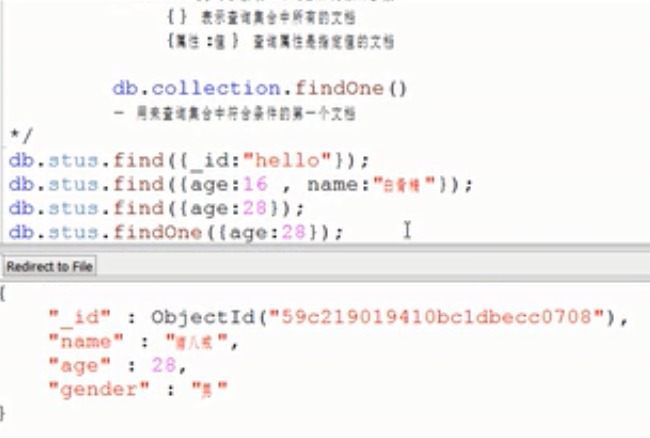 {} 表示查询集合中所有的文档
{属性:值} 查询属性是指定值的文档
db.collection.findOne()
- 用来查询集合中符合条件的第一个文档
*/
db.stus.find({_id:"hello"});
db.stus.find({age:16 , name:"白骨精"});
db.stus.find({age:28});
db.stus.findOne({age:28});
Redirect to File
{
"_id" : ObjectId("59c219019410bc1dbecc0708"),
"name" : "猪八戒",
"age" : 28,
"gender" : "男"
}